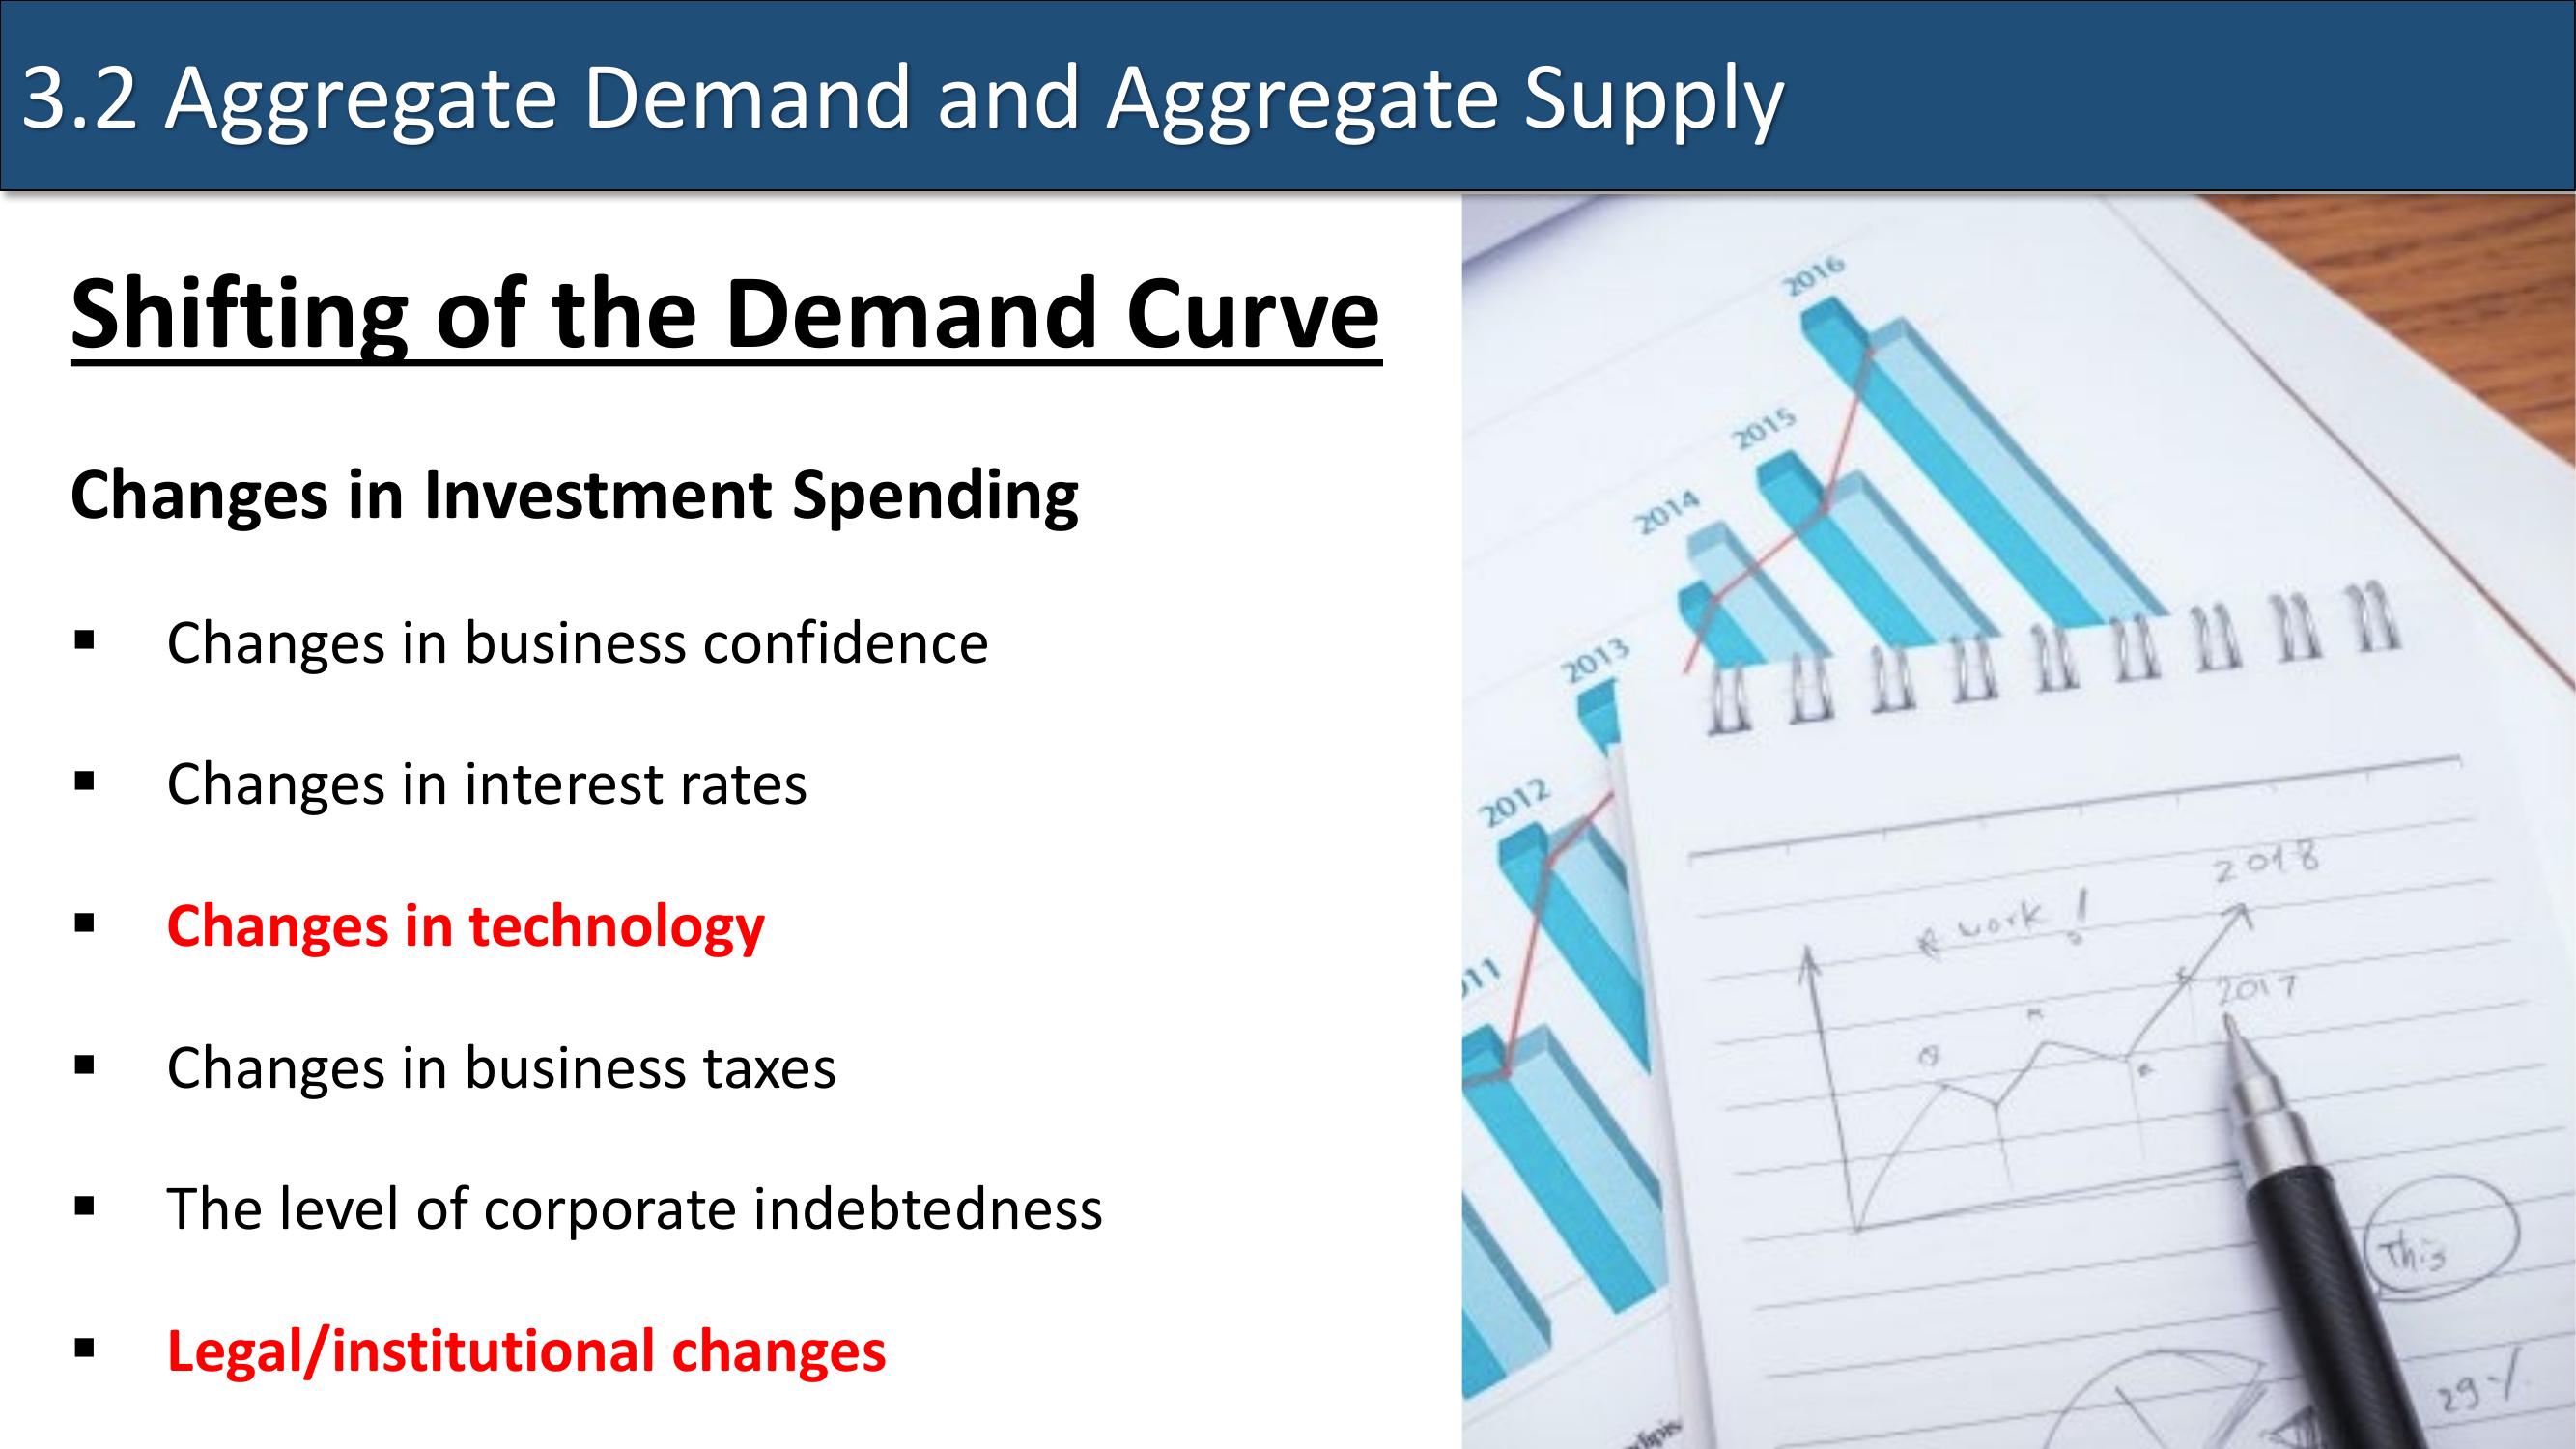 3.2 Aggregate Demand and Aggregate Supply
Shifting of the Demand Curve
Changes in Investment Spending
▪ Changes in business confidence
▪ Changes in interest rates
▪ Changes in technology
▪ Changes in business taxes
▪ The level of corporate indebtedness
▪ Legal/institutional changes
2016
2015
2014
2013
2012
11
2018
work !
2017
This
29%